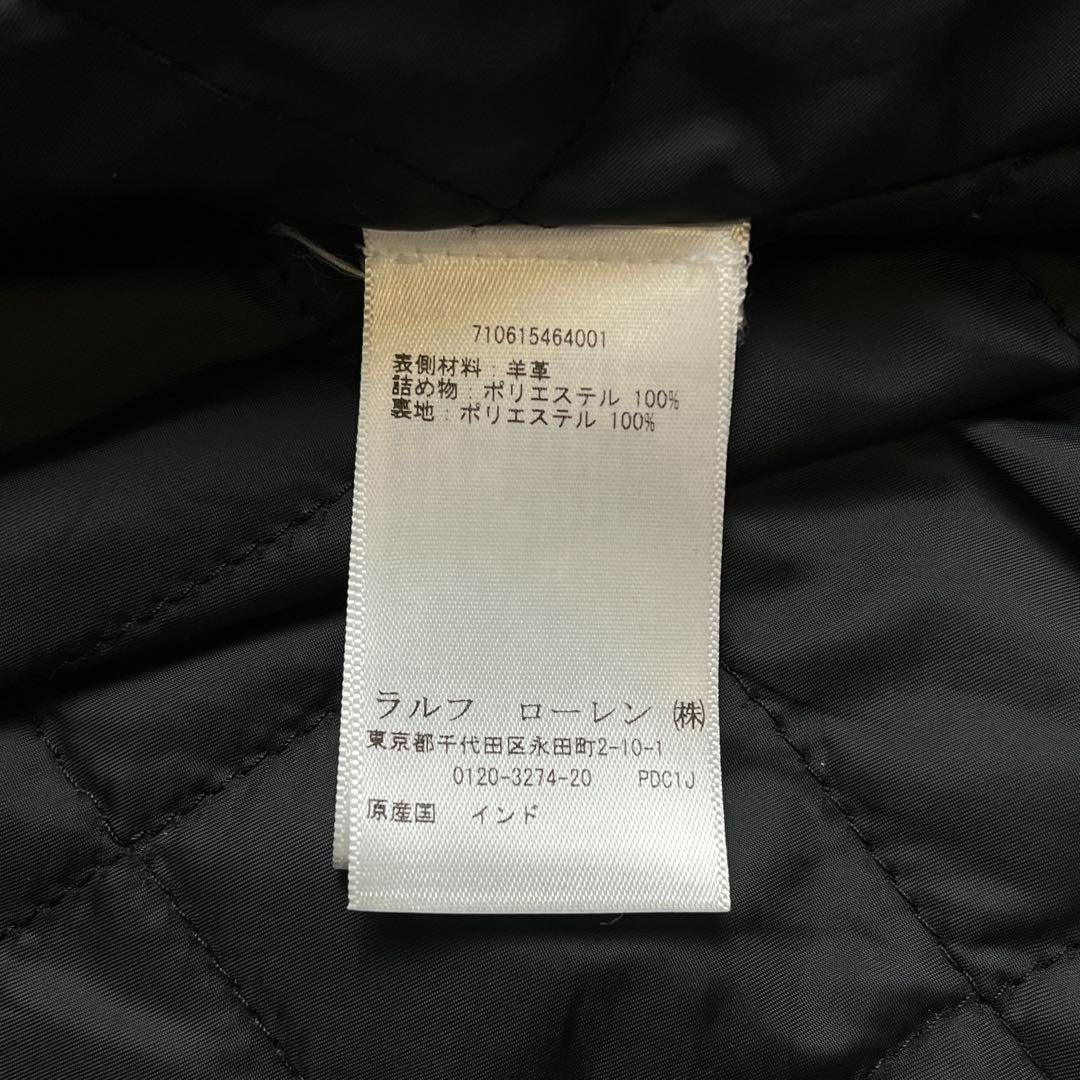 710615464001
表側材料：羊革
詰め物：ポリエステル 100%
裏地：ポリエステル 100%
ラルフ ローレン ㈱
東京都千代田区永田町2-10-1
0120-3274-20 PDC1J
原産国 インド